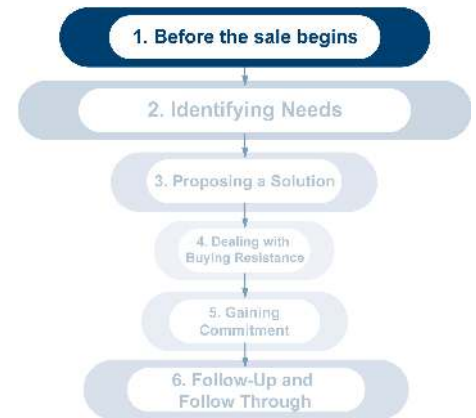 1. Before the sale begins
2. Identifying Needs
3. Proposing a Solution
4. Dealing with
Buying Resistance
5. Gaining
Commitment
6. Follow-Up and
Follow Through